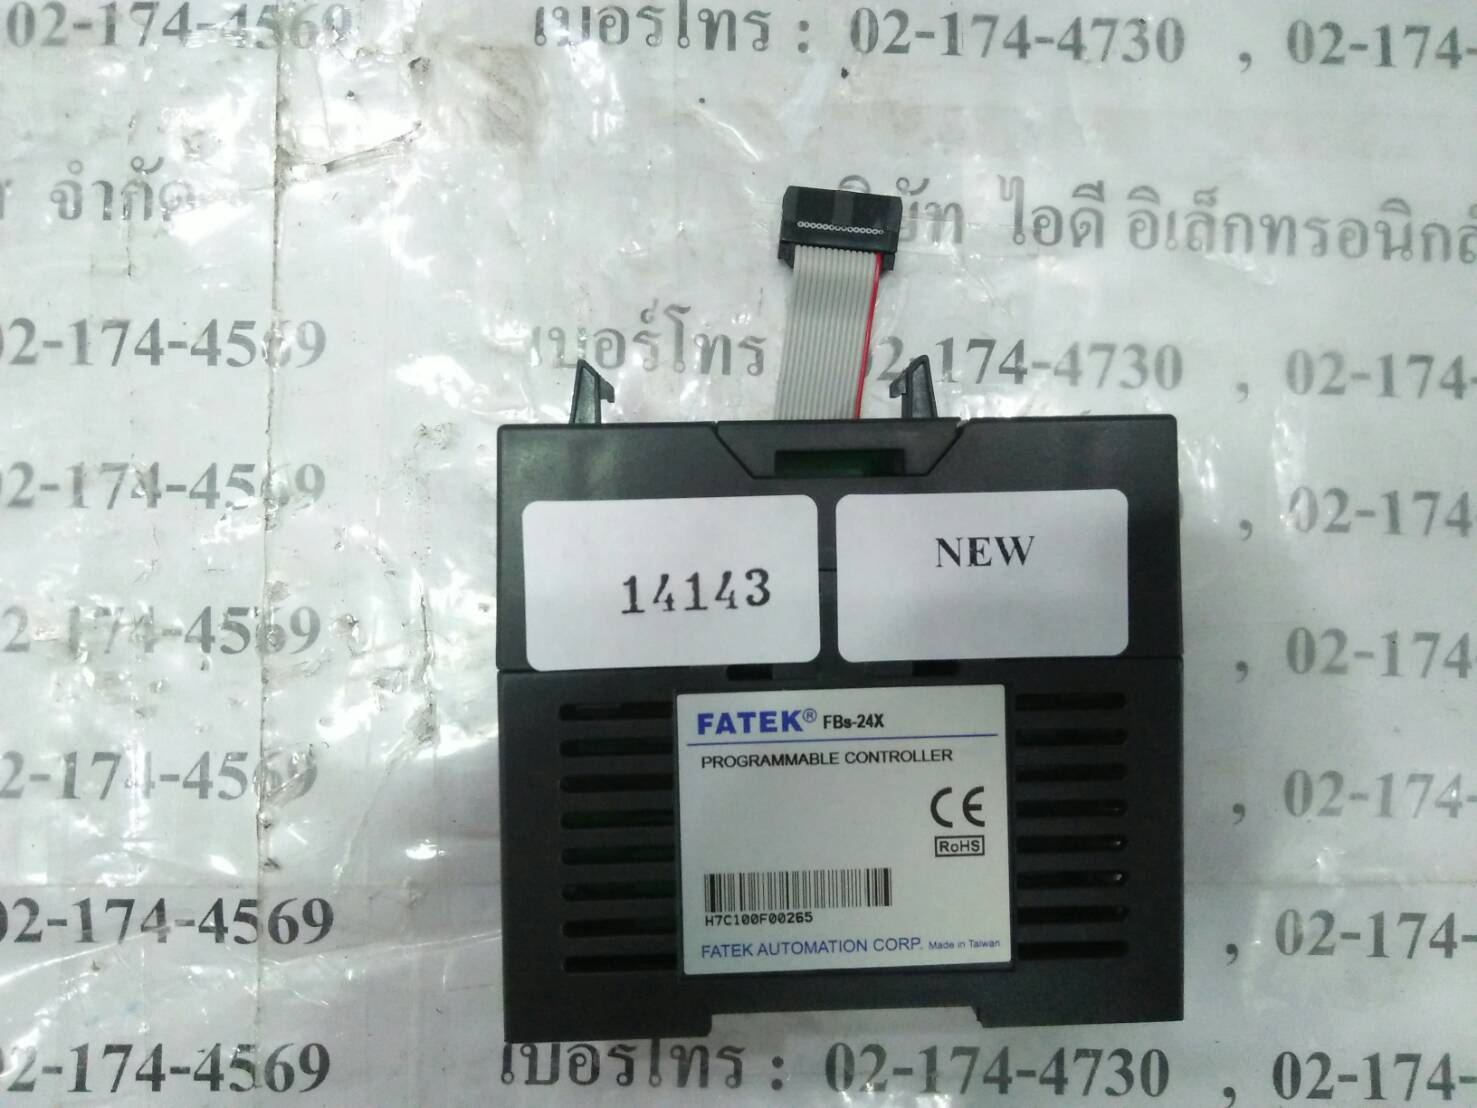 02-174-4569 เบอร์โทร : 02-174-4730 , 02-174-
จำกัด ไอดี อิเล็กทรอนิกส์
02-174-4569 เบอร์โทร 02-174-4730 , 02-174-
02-174-4569 , 02-174-
14143
NEW
2-174-4569 , 02-174-
FATEK® FBs-24X
PROGRAMMABLE CONTROLLER
2-174-4569 , 02-174-
CE
RoHS
H7C100F00265
02-174-4569 , 02-174-
FATEK AUTOMATION CORP. Made in Taiwan
2-174-4569 เบอร์โทร : 02-174-4730 , 02-174-